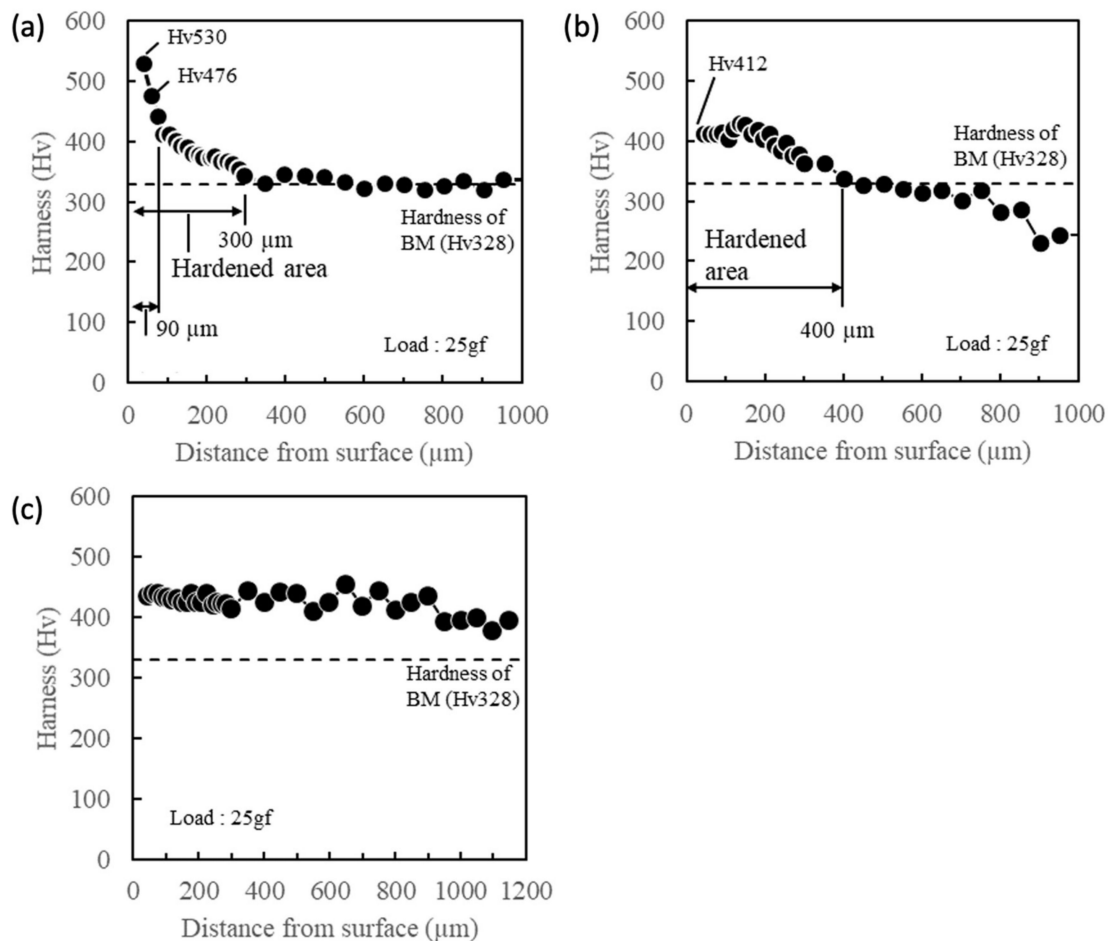 (a)
600
500
400
300
200
100
0
Harness (Hv)
Hv530
Hv476
Hardness of
BM (Hv328)
300 µm
Hardened area
90 µm
Load : 25gf
0 200 400 600 800 1000
Distance from surface (µm)
(b)
600
500
400
300
200
100
0
Harness (Hv)
Hv412
Hardness of
BM (Hv328)
Hardened
area
400 µm
Load : 25gf
0 200 400 600 800 1000
Distance from surface (µm)
(c)
600
500
400
300
200
100
0
Harness (Hv)
Hardness of
BM (Hv328)
Load : 25gf
0 200 400 600 800 1000 1200
Distance from surface (µm)